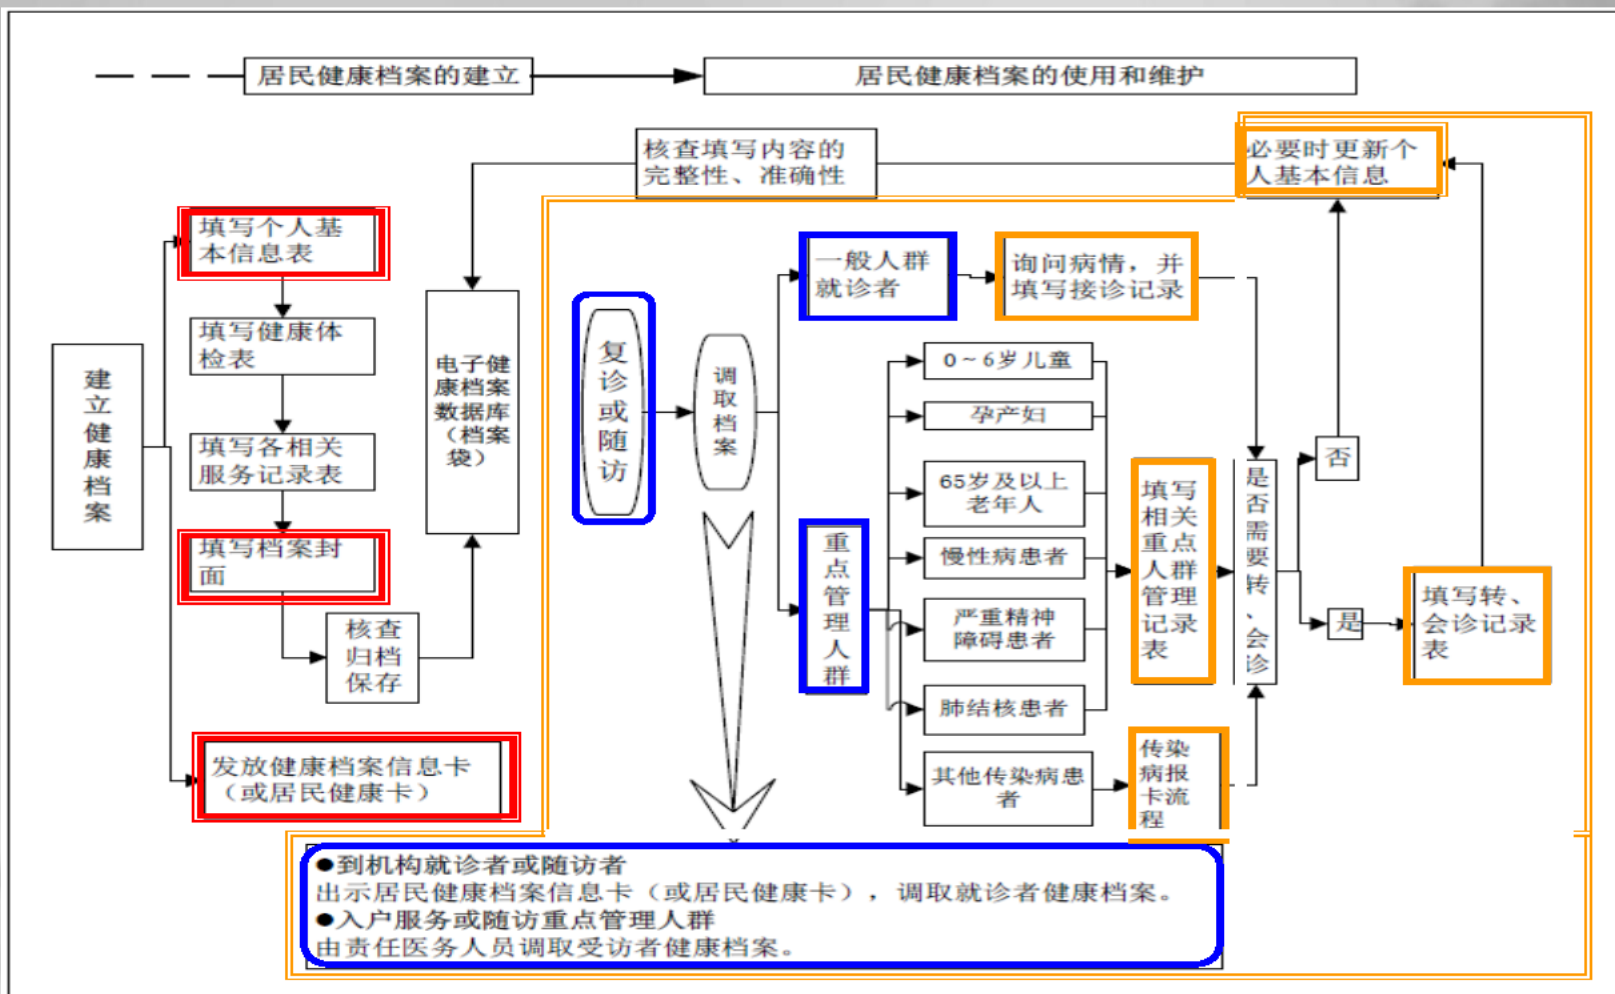 居民健康档案的建立
居民健康档案的使用和维护
核查填写内容的
完整性、准确性
必要时更新个
人基本信息
建
立
健
康
档
案
填写个人基
本信息表
填写健康体
检表
填写各相关
服务记录表
填写档案封
面
核查
归档
保存
发放健康档案信息卡
（或居民健康卡）
电子健
康档案
数据库
（档案
袋）
复
诊
或
随
访
调
取
档
案
一般人群
就诊者
询问病情，并
填写接诊记录
重
点
管
理
人
群
0～6岁儿童
孕产妇
65岁及以上
老年人
慢性病患者
严重精神
障碍患者
肺结核患者
其他传染病患
者
填写
相关
重点
人群
管理
记录
表
传染
病报
卡流
程
是
否
需
要
转
、
会
诊
否
是
填写转、
会诊记录
表
●到机构就诊者或随访者
出示居民健康档案信息卡（或居民健康卡），调取就诊者健康档案。
●入户服务或随访重点管理人群
由责任医务人员调取受访者健康档案。